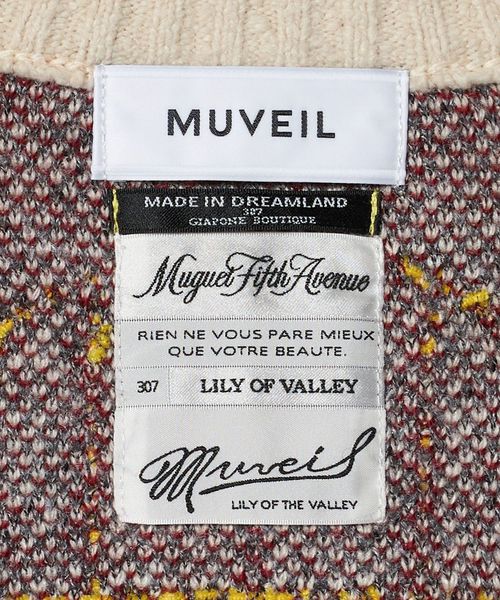 MUVEIL
MADE IN DREAMLAND
307
GIAPONE BOUTIQUE
Muguet Fifth Avenue
RIEN NE VOUS PARE MIEUX
QUE VOTRE BEAUTE.
307 LILY OF VALLEY
Muveil
LILY OF THE VALLEY